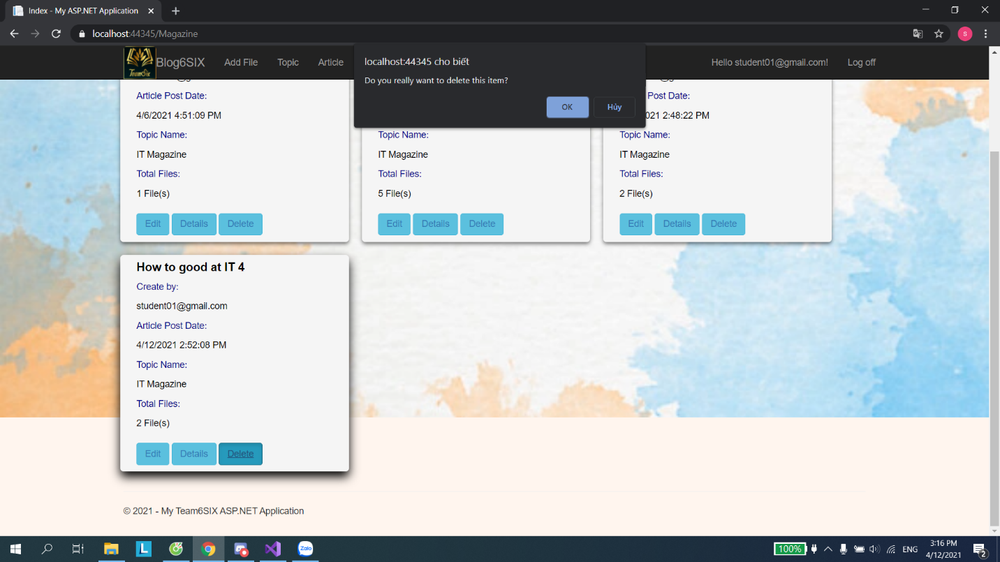 Index - My ASP.NET Application
localhost:44345/Magazine
S
TeamSix
Blog6SIX
Add File
Topic
Article
Hello student01@gmail.com!
Log off
localhost:44345 cho biết
Do you really want to delete this item?
OK
Hủy
Article Post Date:
4/6/2021 4:51:09 PM
Topic Name:
IT Magazine
Total Files:
1 File(s)
Edit
Details
Delete
Topic Name:
IT Magazine
Total Files:
5 File(s)
Edit
Details
Delete
Post Date:
021 2:48:22 PM
Topic Name:
IT Magazine
Total Files:
2 File(s)
Edit
Details
Delete
How to good at IT 4
Create by:
student01@gmail.com
Article Post Date:
4/12/2021 2:52:08 PM
Topic Name:
IT Magazine
Total Files:
2 File(s)
Edit
Details
Delete
© 2021 - My Team6SIX ASP.NET Application
L
Zalo
100%
ENG
3:16 PM
4/12/2021
2